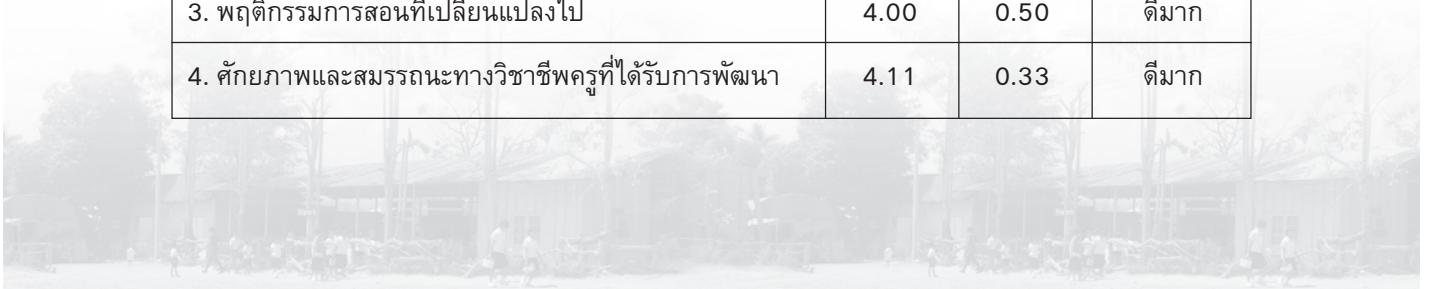 3. พฤติกรรมการสอนที่เปลี่ยนแปลงไป 4.00 0.50 ดีมาก
4. ศักยภาพและสมรรถนะทางวิชาชีพครูที่ได้รับการพัฒนา 4.11 0.33 ดีมาก